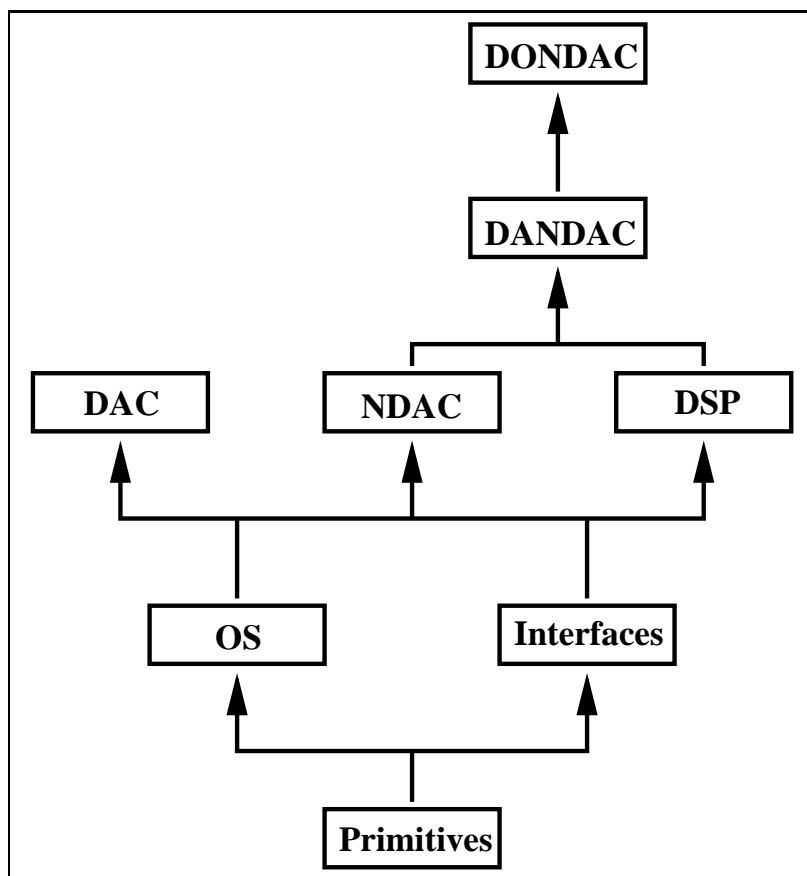 DONDAC
DANDAC
DAC
NDAC
DSP
OS
Interfaces
Primitives